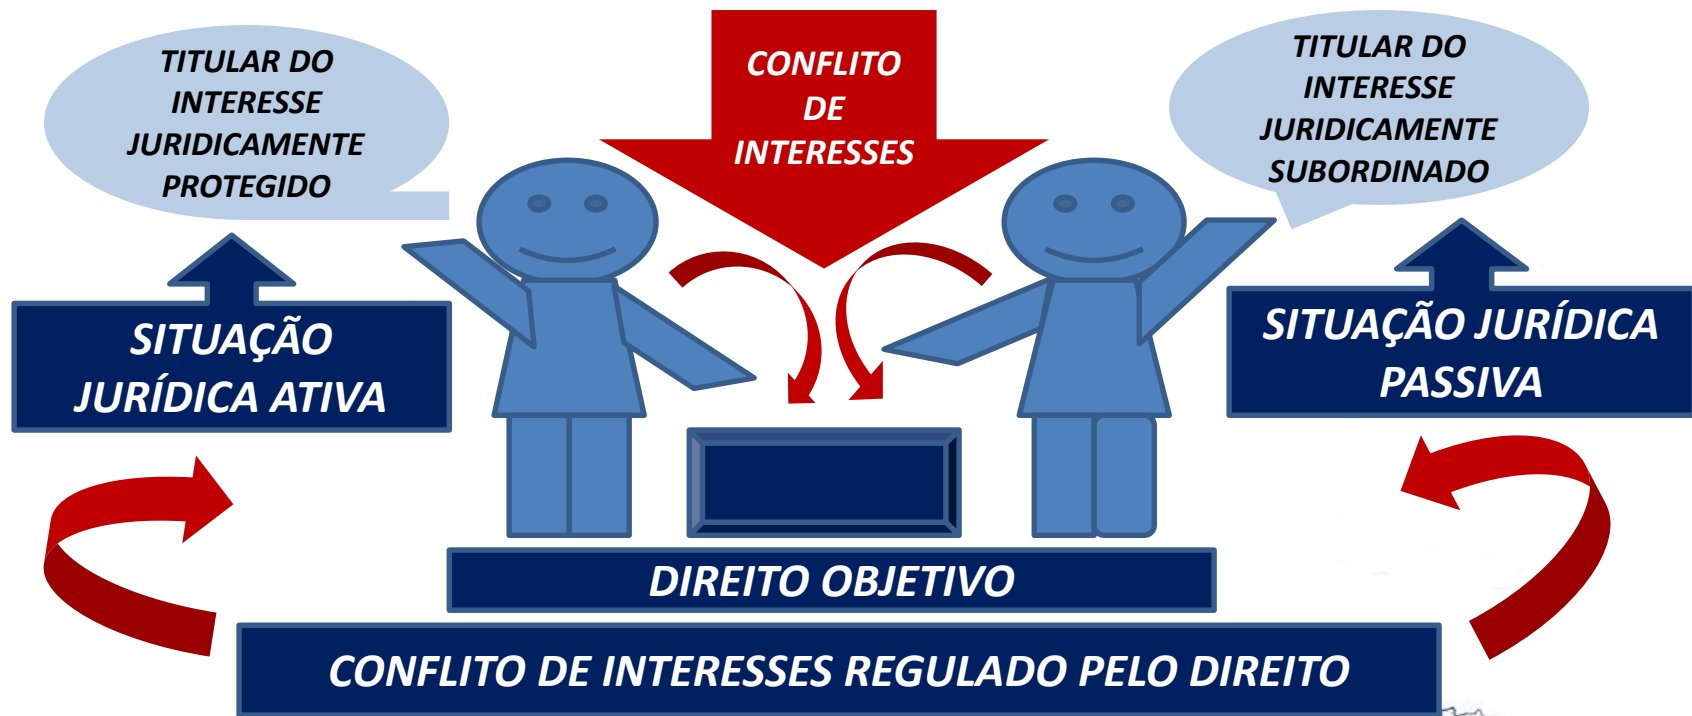 TITULAR DO
INTERESSE
JURIDICAMENTE
PROTEGIDO
CONFLITO
DE
INTERESSES
TITULAR DO
INTERESSE
JURIDICAMENTE
SUBORDINADO
SITUAÇÃO
JURÍDICA ATIVA
SITUAÇÃO JURÍDICA
PASSIVA
DIREITO OBJETIVO
CONFLITO DE INTERESSES REGULADO PELO DIREITO